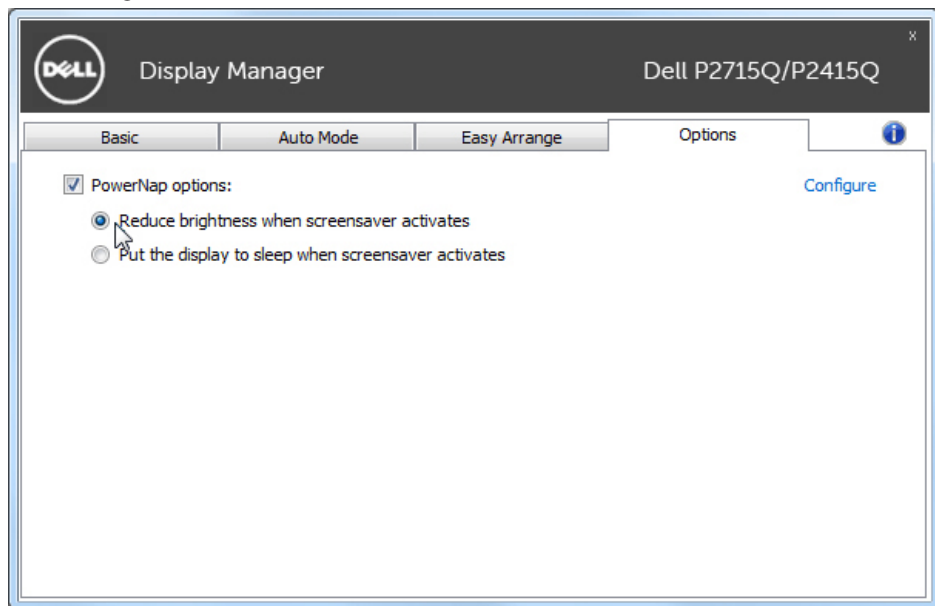 DELL
Display Manager
Dell P2715Q/P2415Q
x
Basic
Auto Mode
Easy Arrange
Options
i
PowerNap options:
Configure
Reduce brightness when screensaver activates
Put the display to sleep when screensaver activates